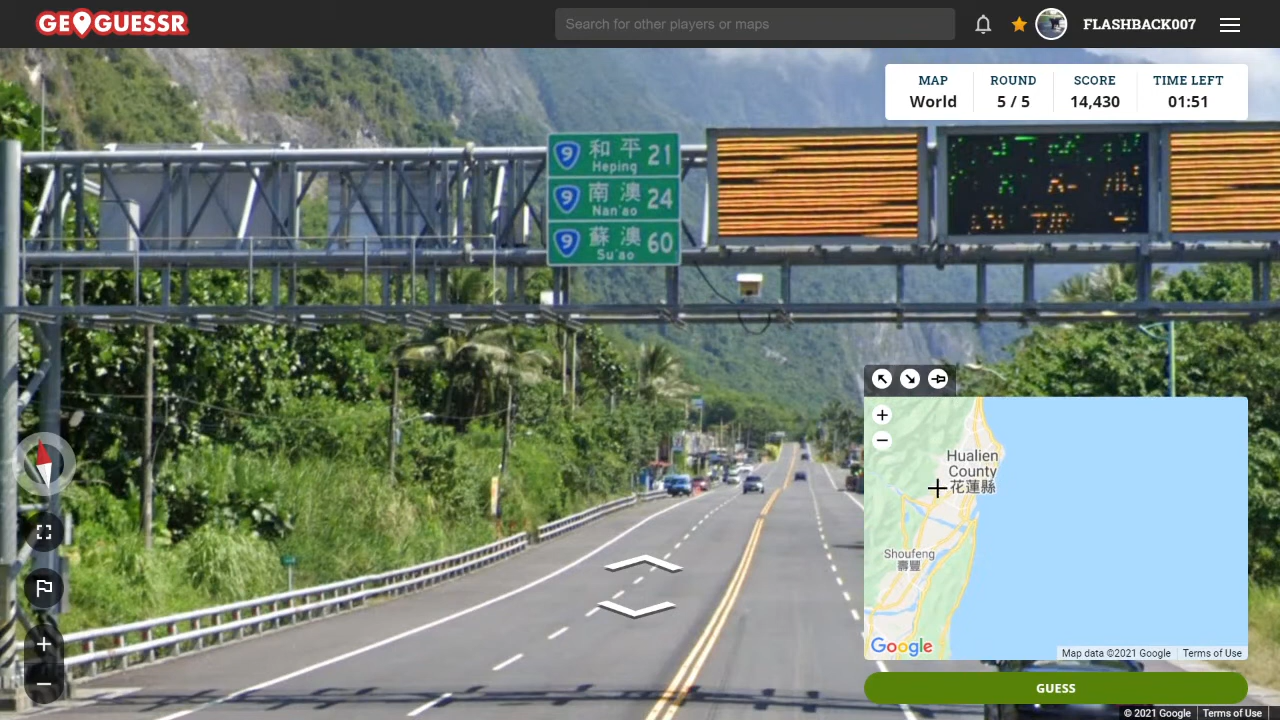 GEOGUESSR
Search for other players or maps
FLASHBACK007
MAP ROUND SCORE TIME LEFT
World 5 / 5 14,430 01:51
9 和平 21
Heping
9 南澳 24
Nan'ao
9 蘇澳 60
Su'ao
Hualien
County
花蓮縣
Shoufeng
壽豐
Google
Map data ©2021 Google Terms of Use
GUESS
© 2021 Google Terms of Use